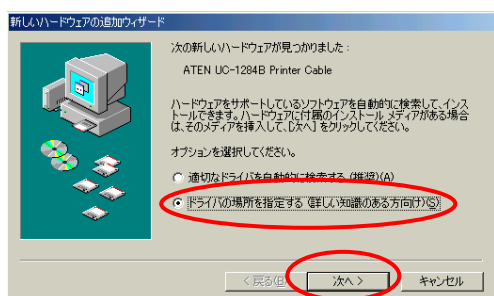 新しいハードウェアの追加ウィザード
次の新しいハードウェアが見つかりました :
ATEN UC-1284B Printer Cable
ハードウェアをサポートしているソフトウェアを自動的に検索して、インス
トールできます。ハードウェアに付属のインストール メディアがある場合
は、そのメディアを挿入して、[次へ] をクリックしてください。
オプションを選択してください。
適切なドライバを自動的に検索する (推奨)(A)
ドライバの場所を指定する (詳しい知識のある方向け)(S)
< 戻る(B)
次へ >
キャンセル